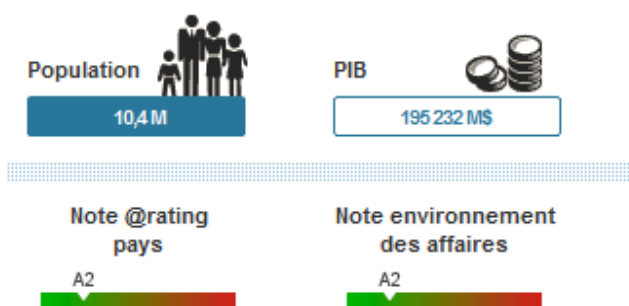 Population
PIB
10,4 M
195 232 M$
Note @rating
pays
Note environnement
des affaires
A2
A2